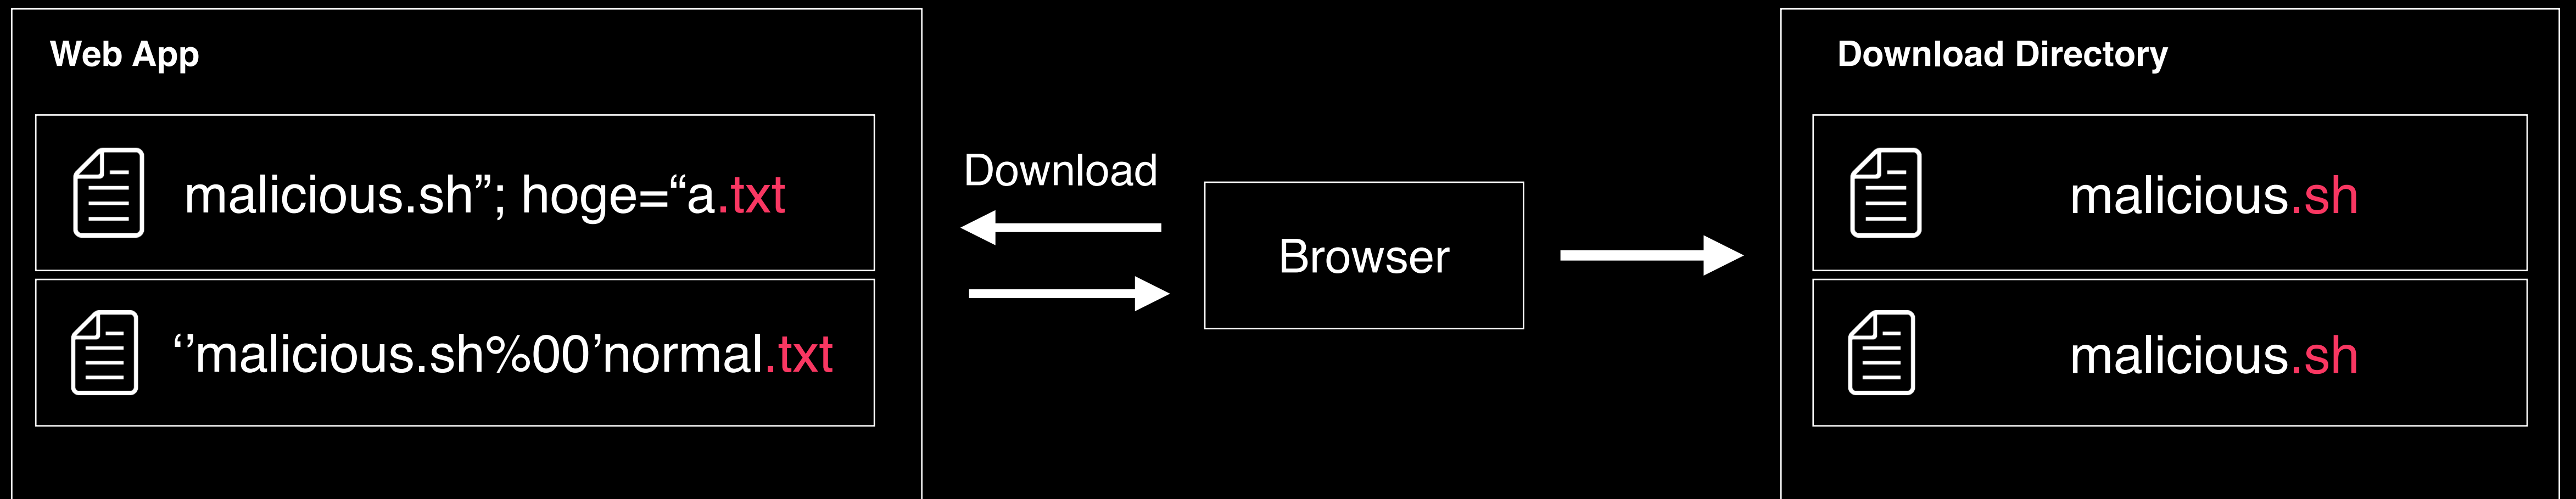 Web App
malicious.sh”; hoge=“a.txt
‘’malicious.sh%00’normal.txt
Download
Browser
Download Directory
malicious.sh
malicious.sh